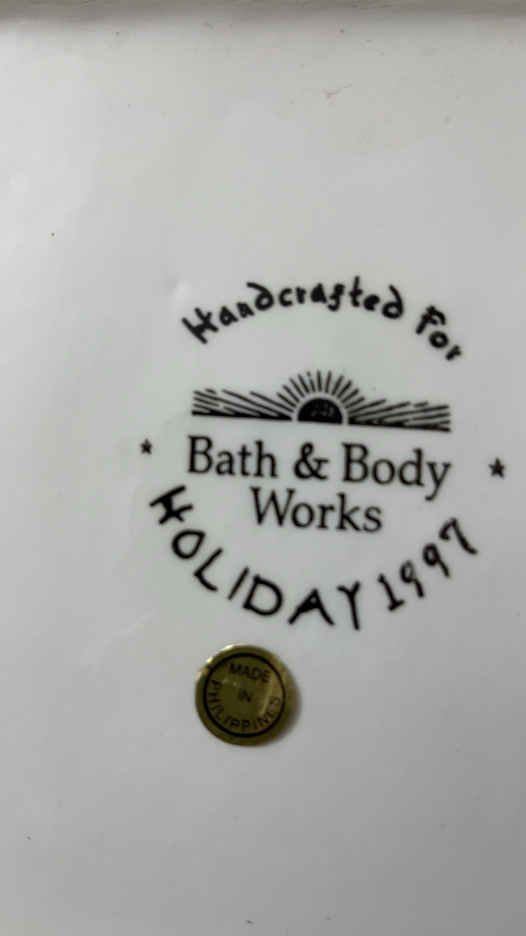 Handcrafted For
Bath & Body
Works
HOLIDAY 1997
MADE
IN
PHILIPPINES